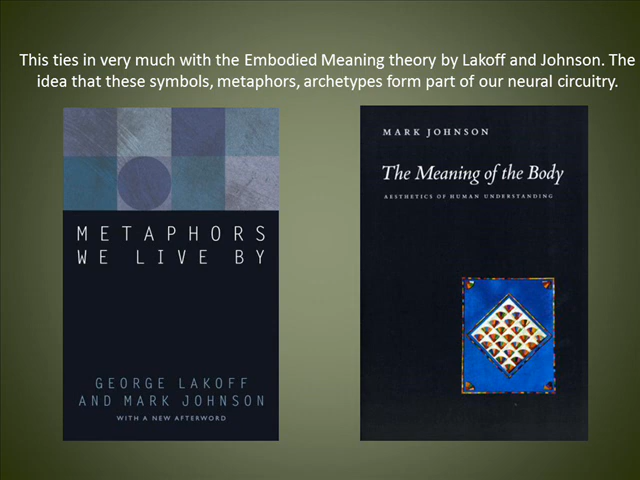 This ties in very much with the Embodied Meaning theory by Lakoff and Johnson. The
idea that these symbols, metaphors, archetypes form part of our neural circuitry.
METAPHORS
WE LIVE BY
GEORGE LAKOFF
AND MARK JOHNSON
WITH A NEW AFTERWORD
MARK JOHNSON
The Meaning of the Body
AESTHETICS OF HUMAN UNDERSTANDING